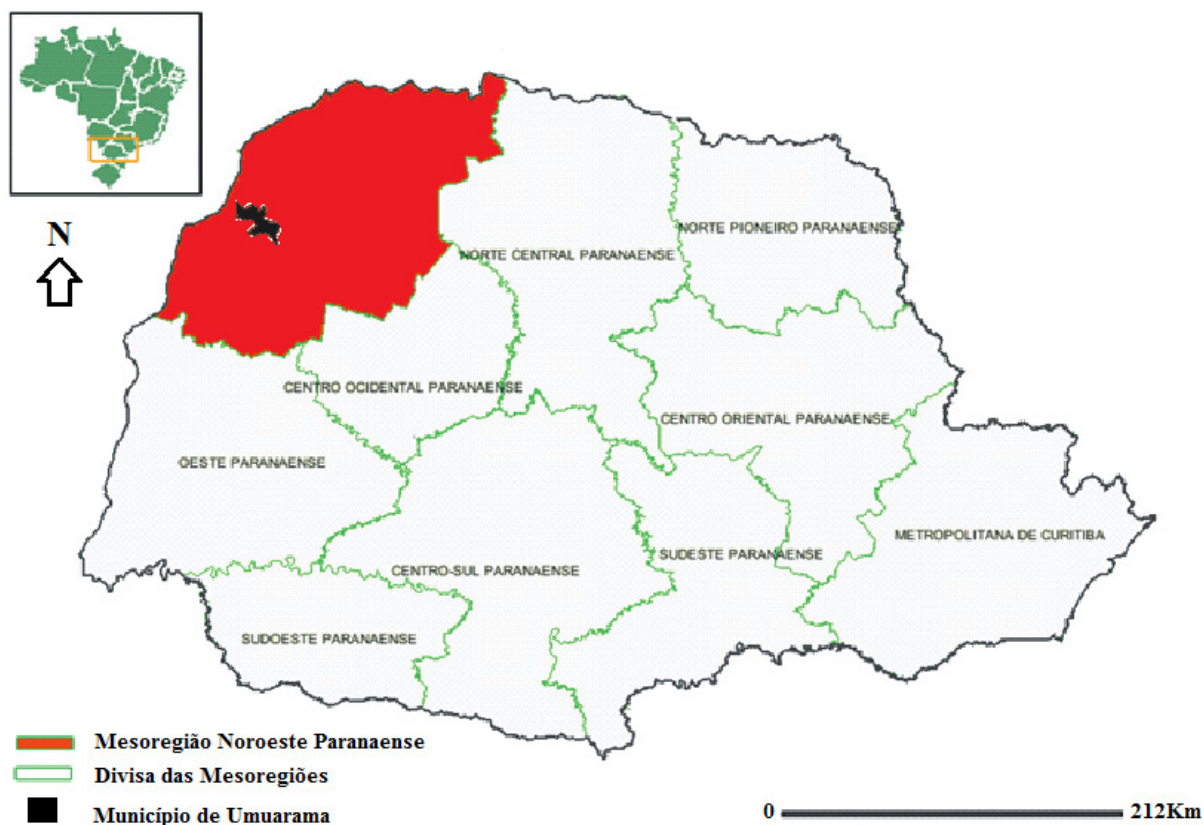 N
NORTE PIONEIRO PARANAENSE
NORTE CENTRAL PARANAENSE
CENTRO OCIDENTAL PARANAENSE
CENTRO ORIENTAL PARANAENSE
OESTE PARANAENSE
METROPOLITANA DE CURITIBA
SUDESTE PARANAENSE
CENTRO-SUL PARANAENSE
SUDOESTE PARANAENSE
Mesoregião Noroeste Paranaense
Divisa das Mesoregiões
Município de Umuarama
0 212Km